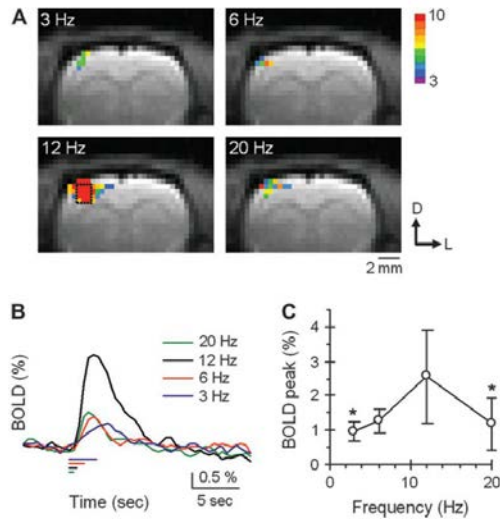 A
3 Hz
6 Hz
10
3
12 Hz
20 Hz
D
L
2 mm
B
BOLD (%)
20 Hz
12 Hz
6 Hz
3 Hz
0.5 %
5 sec
Time (sec)
C
BOLD peak (%)
4
3
2
1
0
*
*
0
10
20
Frequency (Hz)